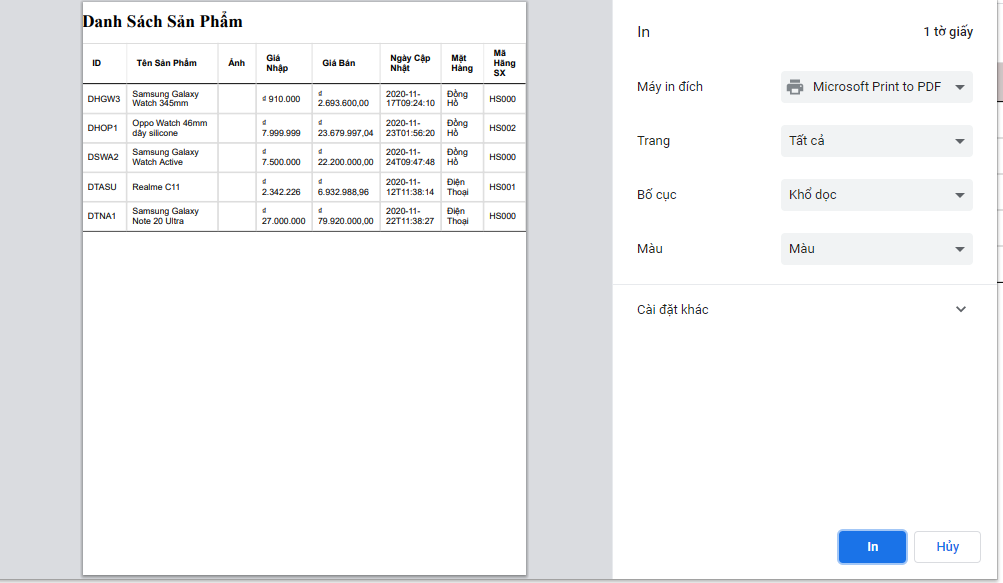 Danh Sách Sản Phẩm
ID Tên Sản Phẩm Ảnh Giá Nhập Giá Bán Ngày Cập Nhật Mặt Hàng Mã Hãng SX
DHGW3 Samsung Galaxy Watch 345mm ₫ 910.000 ₫ 2.693.600,00 2020-11-17T09:24:10 Đồng Hồ HS000
DHOP1 Oppo Watch 46mm dây silicone ₫ 7.999.999 ₫ 23.679.997,04 2020-11-23T01:56:20 Đồng Hồ HS002
DSWA2 Samsung Galaxy Watch Active ₫ 7.500.000 ₫ 22.200.000,00 2020-11-24T09:47:48 Đồng Hồ HS000
DTASU Realme C11 ₫ 2.342.226 ₫ 6.932.988,96 2020-11-12T11:38:14 Điện Thoại HS001
DTNA1 Samsung Galaxy Note 20 Ultra ₫ 27.000.000 ₫ 79.920.000,00 2020-11-22T11:38:27 Điện Thoại HS000
In 1 tờ giấy
Máy in đích Microsoft Print to PDF
Trang Tất cả
Bố cục Khổ dọc
Màu Màu
Cài đặt khác
In Hủy